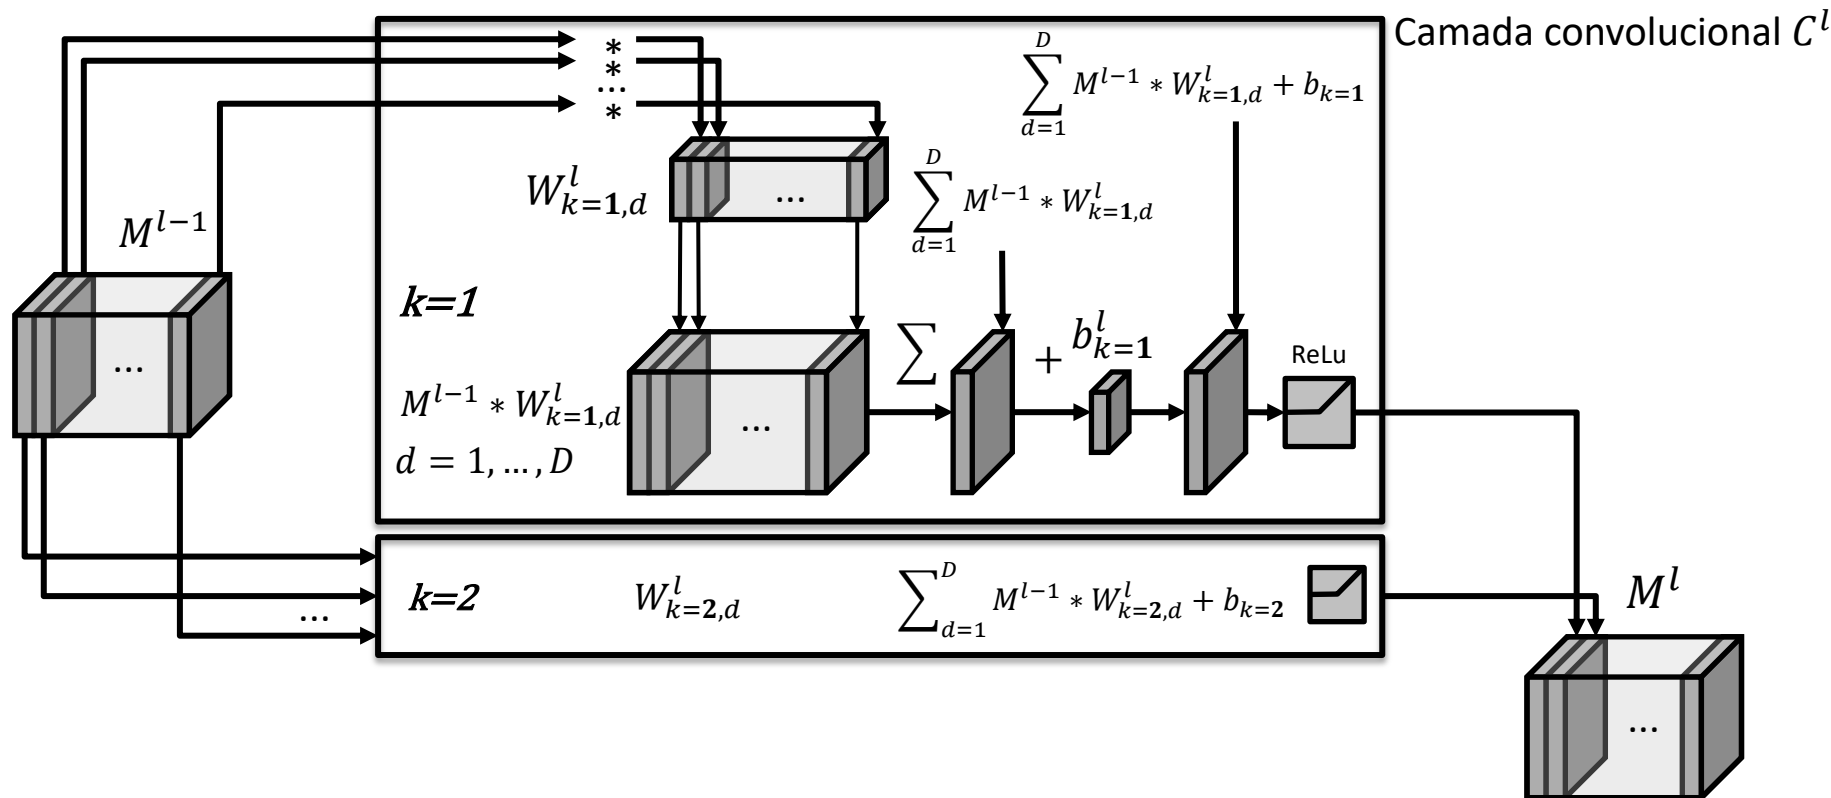 Camada convolucional $C^l$
* 
*
...
*
$\sum_{d=1}^{D} M^{l-1} * W^l_{k=1,d} + b_{k=1}$
$W^l_{k=1,d}$
...
$\sum_{d=1}^{D} M^{l-1} * W^l_{k=1,d}$
$M^{l-1}$
...
k=1
$\sum$ + $b^l_{k=1}$
ReLu
$M^{l-1} * W^l_{k=1,d}$
$d = 1, \ldots, D$
...
k=2
$W^l_{k=2,d}$
$\sum_{d=1}^{D} M^{l-1} * W^l_{k=2,d} + b_{k=2}$
...
$M^l$
...